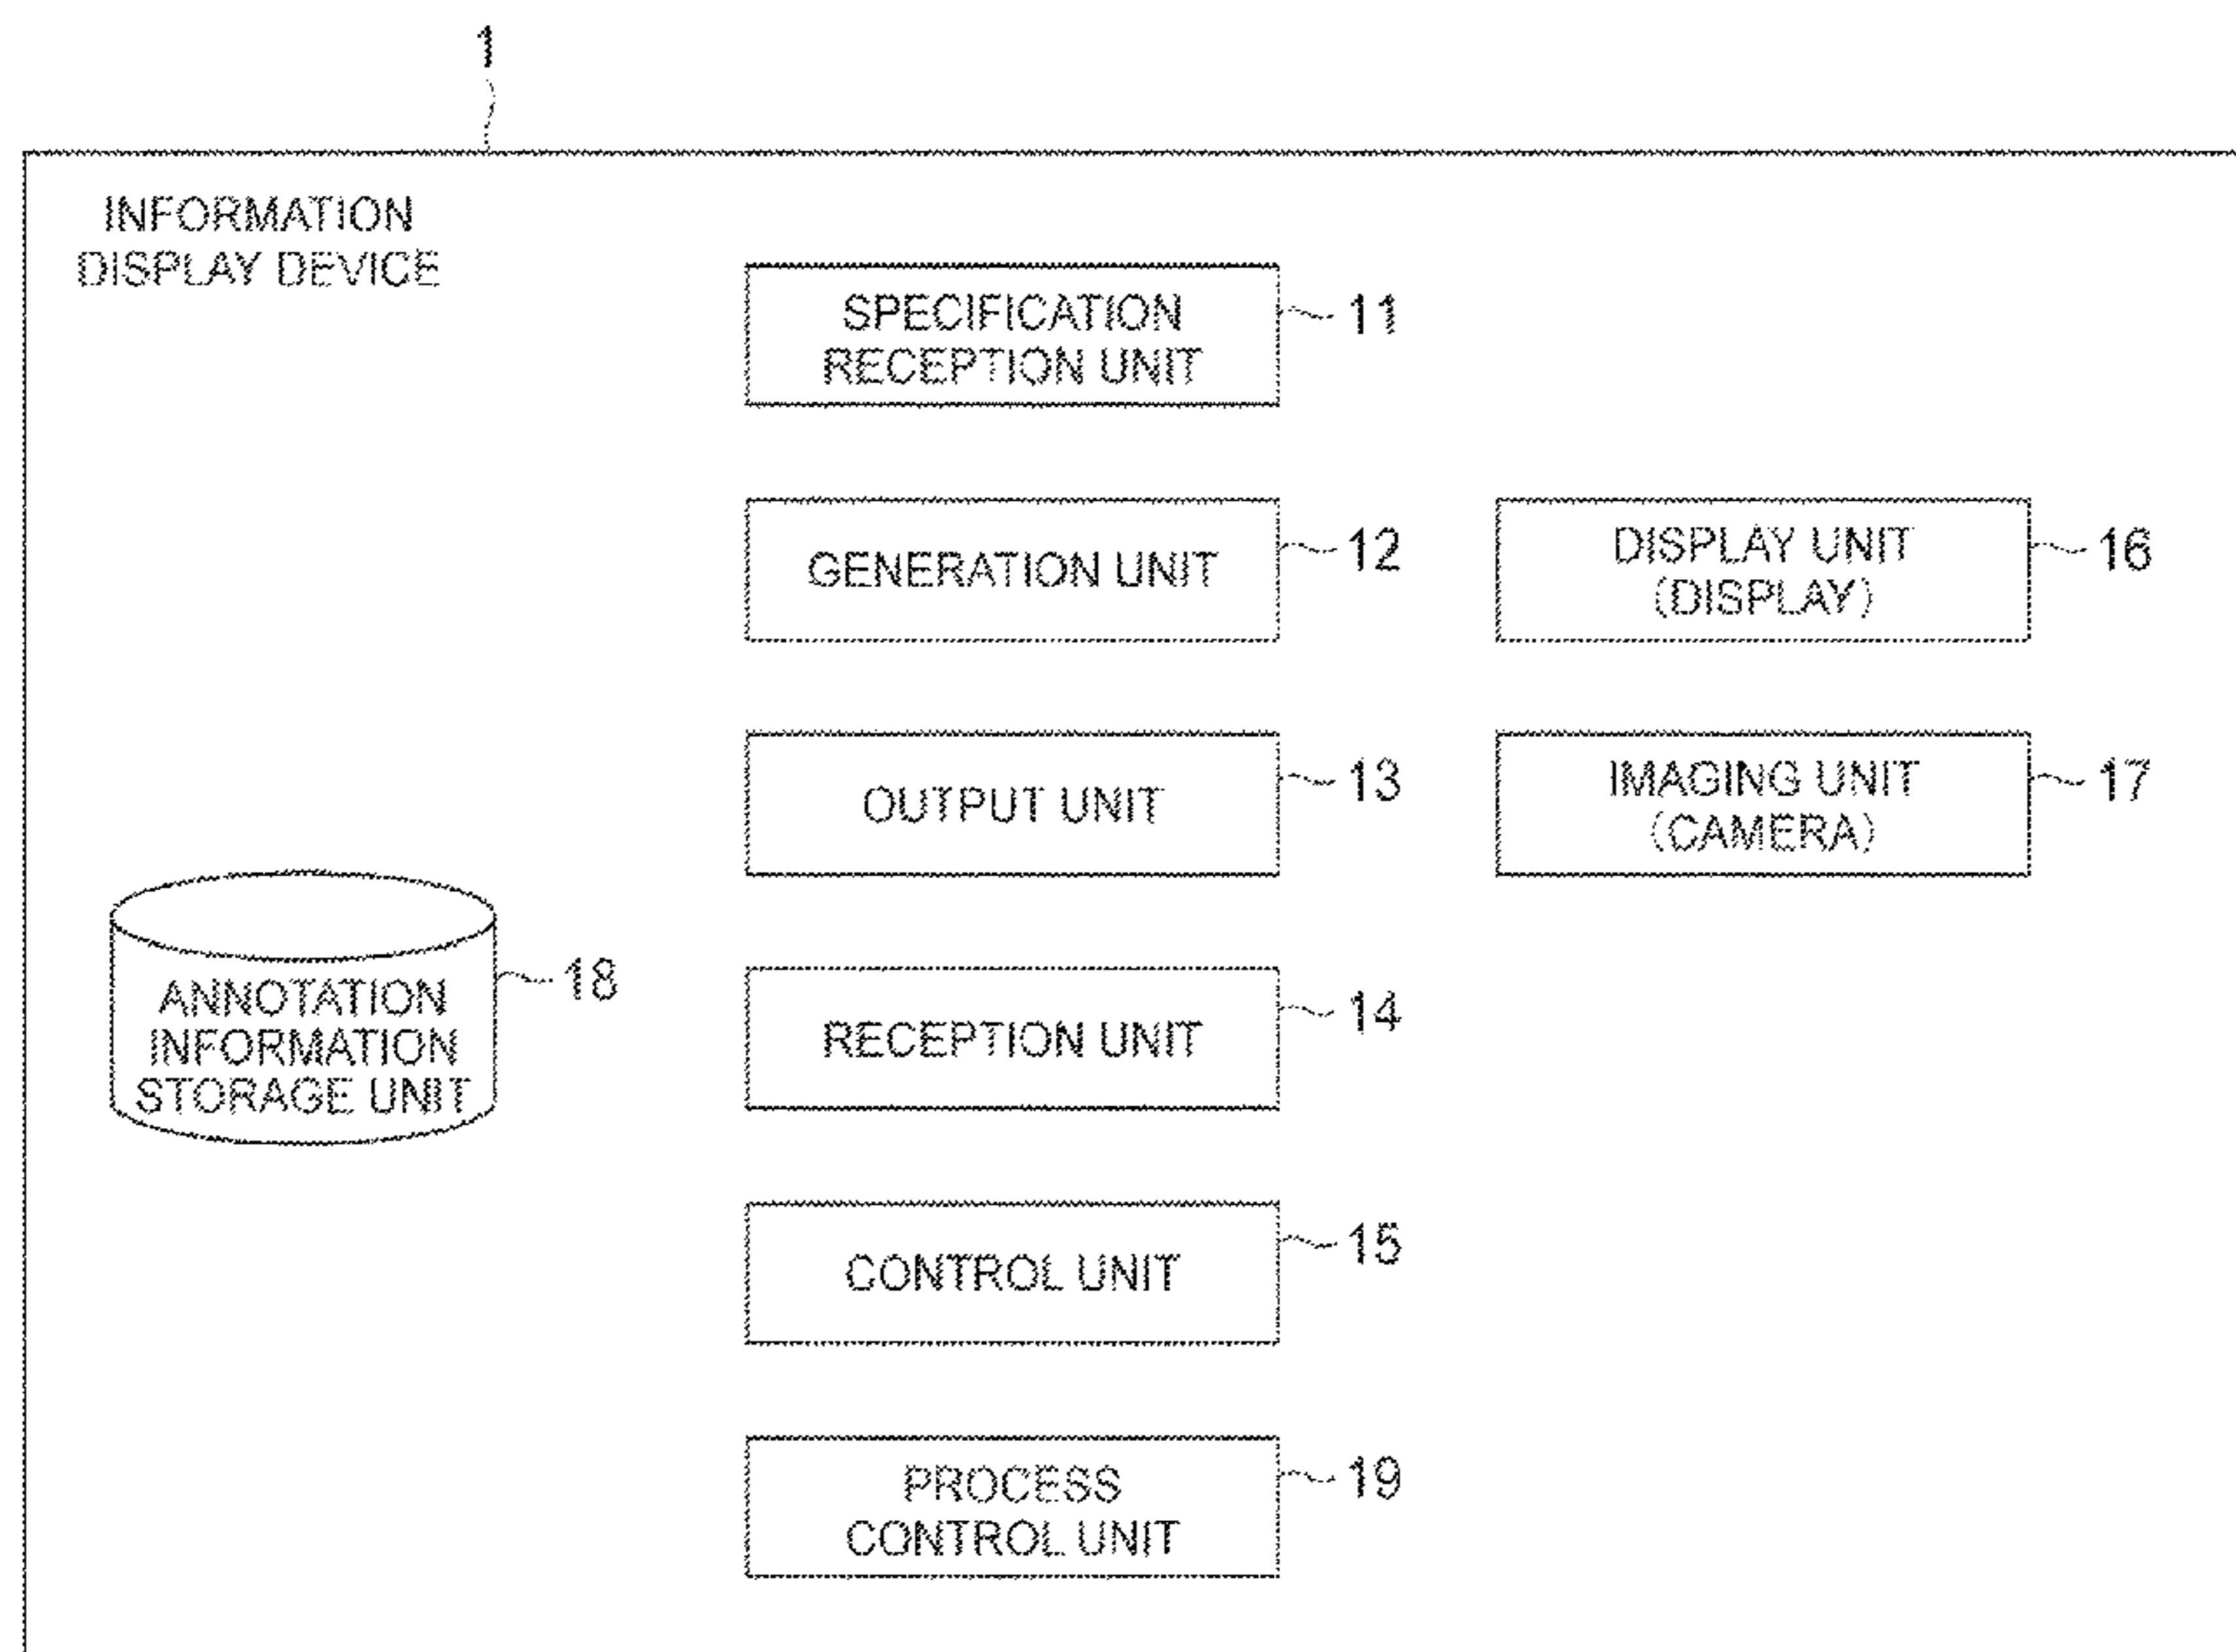 1
INFORMATION
DISPLAY DEVICE
SPECIFICATION
RECEPTION UNIT
11
GENERATION UNIT
12
DISPLAY UNIT
(DISPLAY)
16
OUTPUT UNIT
13
IMAGING UNIT
(CAMERA)
17
ANNOTATION
INFORMATION
STORAGE UNIT
18
RECEPTION UNIT
14
CONTROL UNIT
15
PROCESS
CONTROL UNIT
19